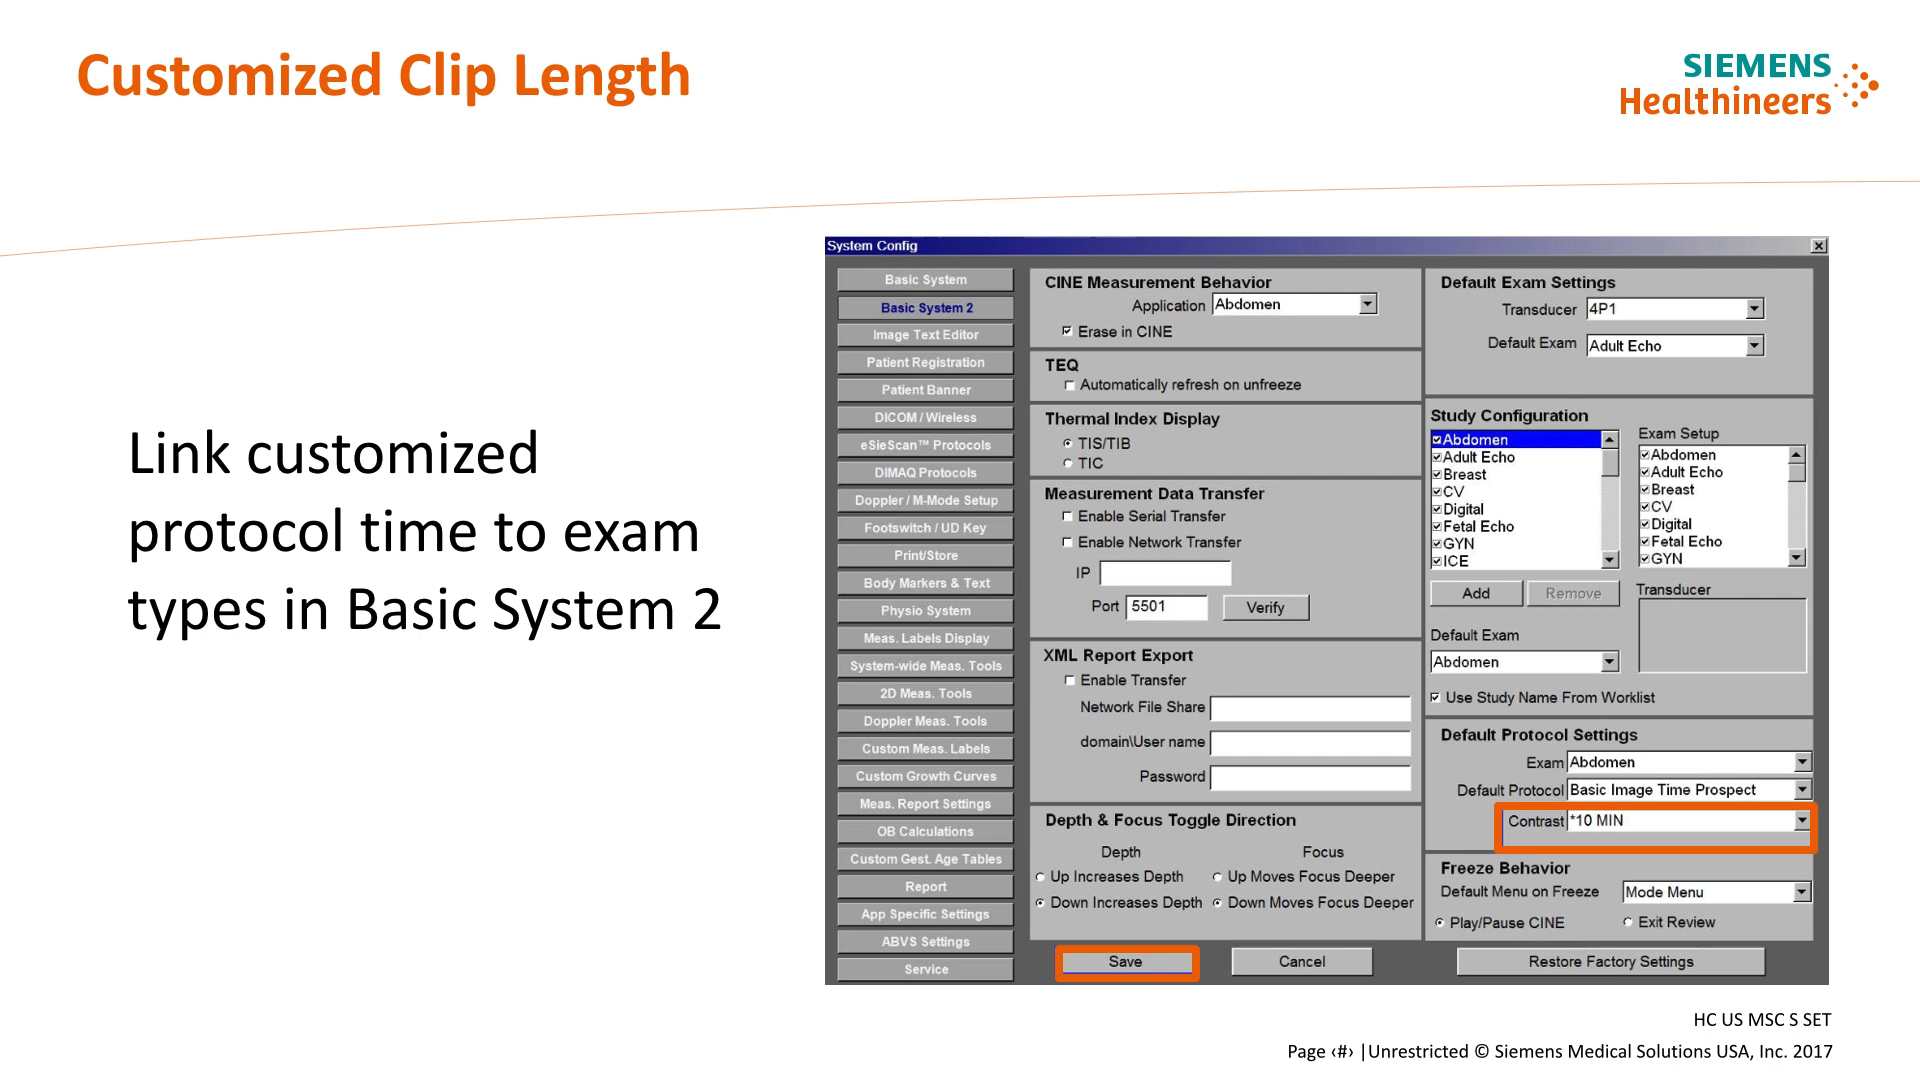 Customized Clip Length
SIEMENS
Healthineers
Link customized
protocol time to exam
types in Basic System 2
System Config
Basic System
Basic System 2
Image Text Editor
Patient Registration
Patient Banner
DICOM / Wireless
eSieScan™ Protocols
DIMAQ Protocols
Doppler / M-Mode Setup
Footswitch / UD Key
Print/Store
Body Markers & Text
Physio System
Meas. Labels Display
System-wide Meas. Tools
2D Meas. Tools
Doppler Meas. Tools
Custom Meas. Labels
Custom Growth Curves
Meas. Report Settings
OB Calculations
Custom Gest. Age Tables
Report
App Specific Settings
ABVS Settings
Service
CINE Measurement Behavior
Application Abdomen
Erase in CINE
TEQ
Automatically refresh on unfreeze
Thermal Index Display
TIS/TIB
TIC
Measurement Data Transfer
Enable Serial Transfer
Enable Network Transfer
IP
Port 5501 Verify
XML Report Export
Enable Transfer
Network File Share
domain\User name
Password
Depth & Focus Toggle Direction
Depth Focus
Up Increases Depth Up Moves Focus Deeper
Down Increases Depth Down Moves Focus Deeper
Save Cancel
Default Exam Settings
Transducer 4P1
Default Exam Adult Echo
Study Configuration
Abdomen
Adult Echo
Breast
CV
Digital
Fetal Echo
GYN
ICE
Add Remove
Default Exam
Abdomen
Exam Setup
Abdomen
Adult Echo
Breast
CV
Digital
Fetal Echo
GYN
Transducer
Use Study Name From Worklist
Default Protocol Settings
Exam Abdomen
Default Protocol Basic Image Time Prospect
Contrast *10 MIN
Freeze Behavior
Default Menu on Freeze Mode Menu
Play/Pause CINE Exit Review
Restore Factory Settings
HC US MSC S SET
Page ‹#› |Unrestricted © Siemens Medical Solutions USA, Inc. 2017